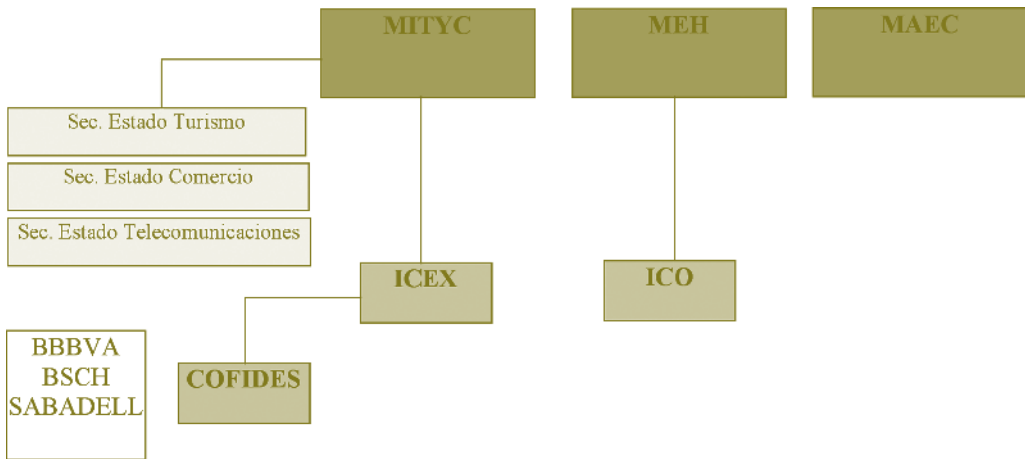 MITYC
MEH
MAEC
Sec. Estado Turismo
Sec. Estado Comercio
Sec. Estado Telecomunicaciones
ICEX
ICO
BBBVA
BSCH
SABADELL
COFIDES